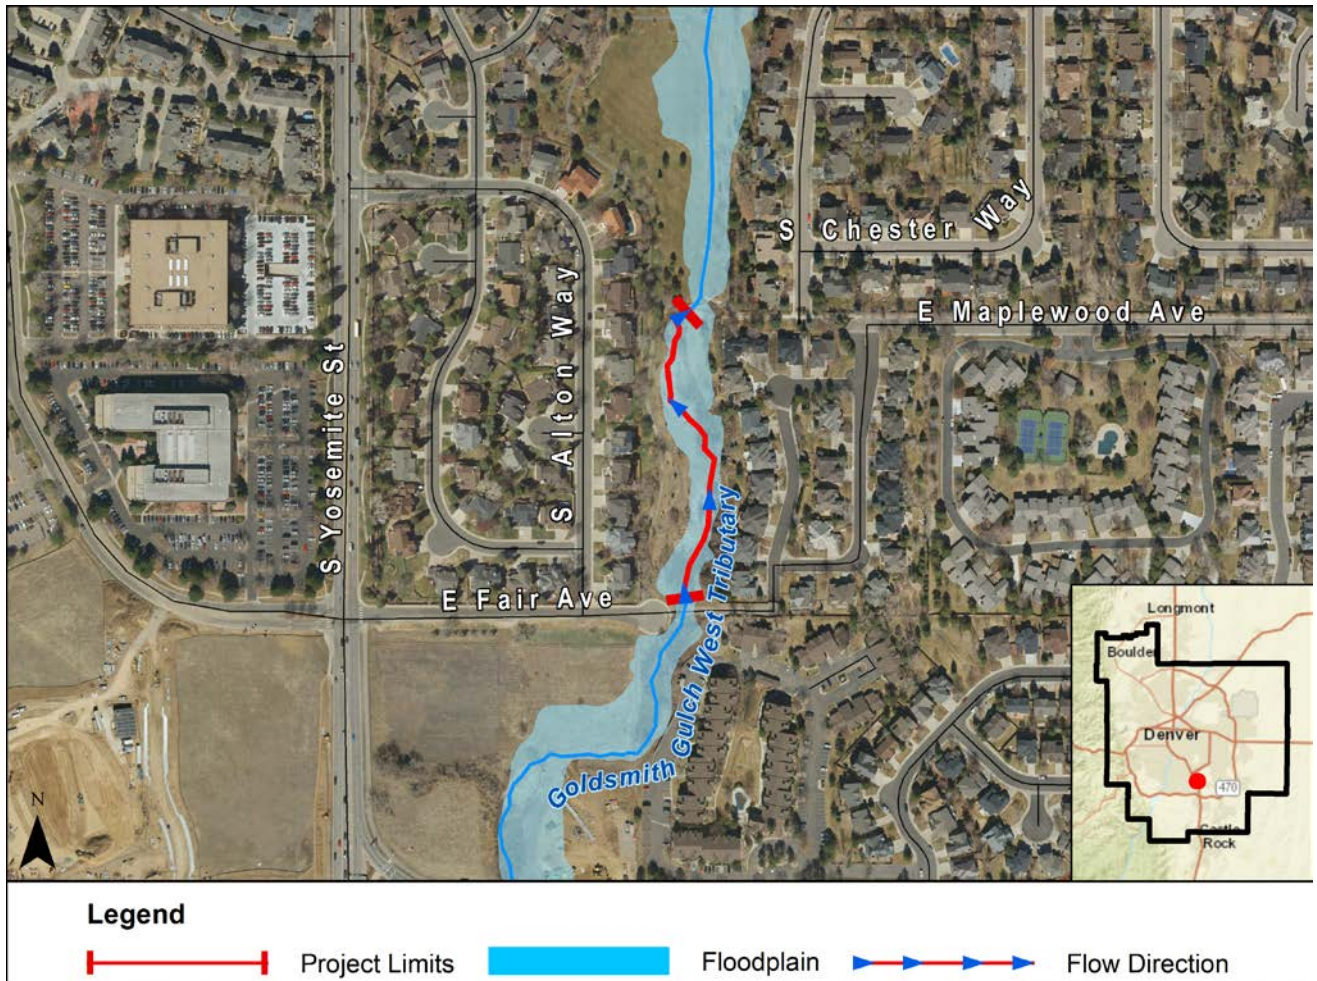 S Chester Way
E Maplewood Ave
S Alton Way
S Yosemite St
E Fair Ave
Goldsmith Gulch West Tributary
N
Longmont
Boulder
Denver
470
Castle
Rock
Legend
Project Limits
Floodplain
Flow Direction